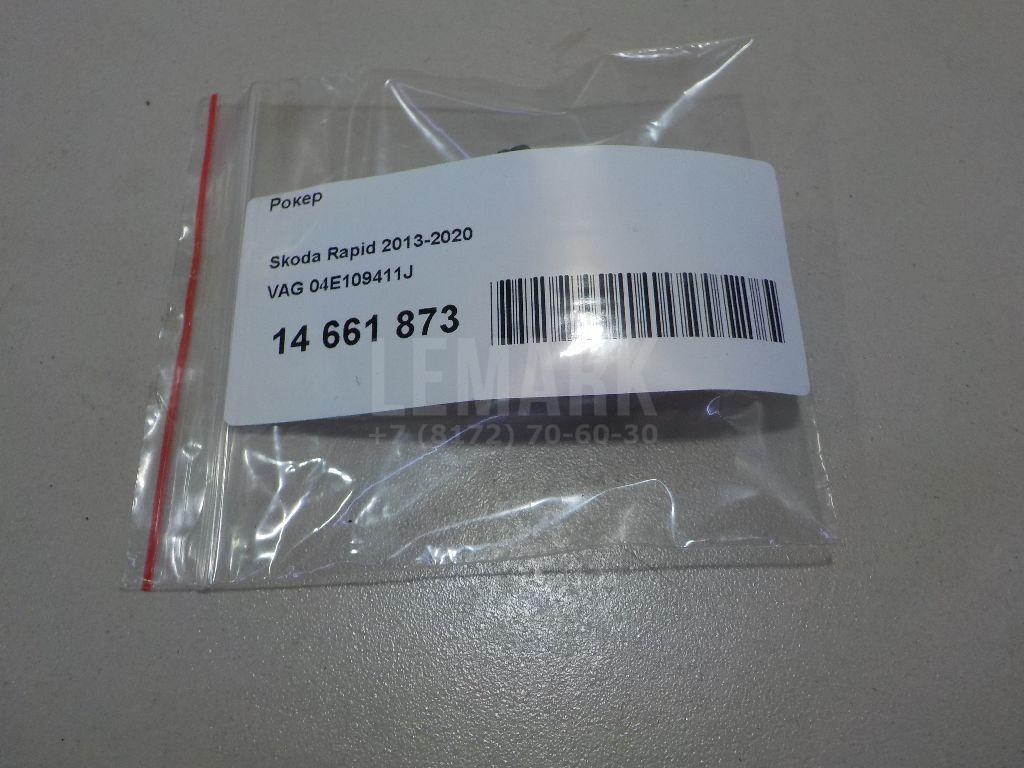 Рокер
Skoda Rapid 2013-2020
VAG 04E109411J
14 661 873
LEMARK
+7 (8172) 70-60-30